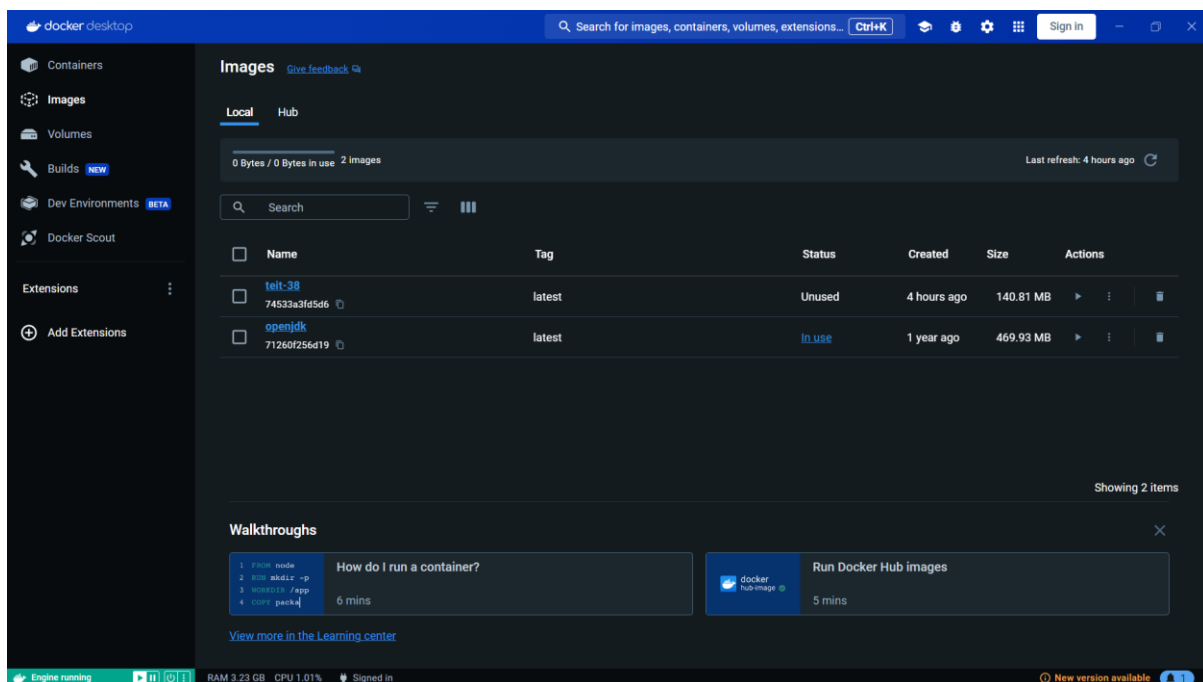 docker desktop
Search for images, containers, volumes, extensions... Ctrl+K
Sign in
Containers
Images
Volumes
Builds NEW
Dev Environments BETA
Docker Scout
Extensions
Add Extensions
Images Give feedback
Local Hub
0 Bytes / 0 Bytes in use 2 images
Last refresh: 4 hours ago
Search
Name Tag Status Created Size Actions
teit-38
74533a3fd5d6
latest Unused 4 hours ago 140.81 MB
openjdk
71260f256d19
latest In use 1 year ago 469.93 MB
Showing 2 items
Walkthroughs
1 FROM node
2 RUN mkdir -p
3 WORKDIR /app
4 COPY packa
How do I run a container?
6 mins
docker
hub-image
Run Docker Hub images
5 mins
View more in the Learning center
Engine running
RAM 3.23 GB CPU 1.01% Signed in
New version available 1